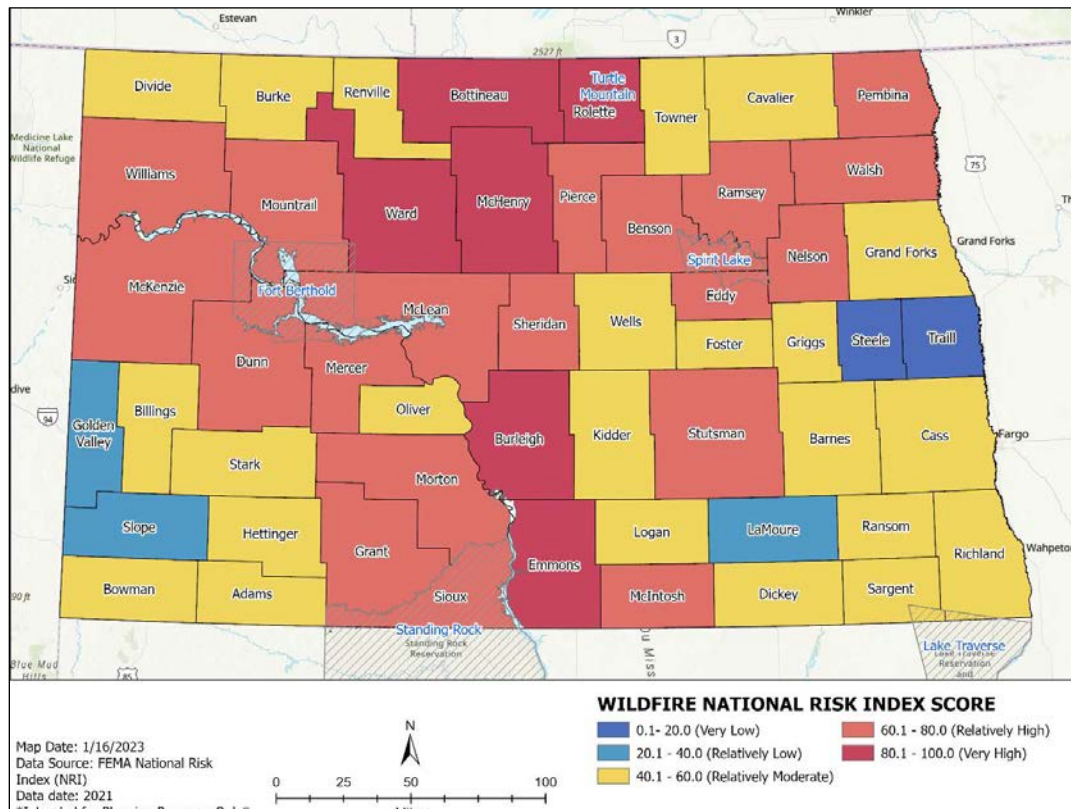 Estevan
Winkler
3
2527 ft
Divide
Burke
Renville
Bottineau
Turtle
Mountain
Rolette
Towner
Cavalier
Pembina
Medicine Lake
National
Wildlife Refuge
75
Williams
Mountrail
Ward
McHenry
Pierce
Benson
Ramsey
Walsh
Spirit Lake
Nelson
Grand Forks
Grand Forks
McKenzie
Fort Berthold
McLean
Sheridan
Wells
Eddy
Foster
Griggs
Steele
Traill
Dunn
Mercer
Oliver
94
Golden
Valley
Billings
Stark
Burleigh
Kidder
Stutsman
Barnes
Cass
Fargo
Morton
Slope
Hettinger
Grant
Emmons
Logan
LaMoure
Ransom
Richland
Wahpeton
Bowman
Adams
Sioux
McIntosh
Dickey
Sargent
Standing Rock
Standing Rock
Reservation
Lake Traverse
Reservation
and
Blue Mud
Hills
85
WILDFIRE NATIONAL RISK INDEX SCORE
0.1- 20.0 (Very Low)
20.1 - 40.0 (Relatively Low)
40.1 - 60.0 (Relatively Moderate)
60.1 - 80.0 (Relatively High)
80.1 - 100.0 (Very High)
Map Date: 1/16/2023
Data Source: FEMA National Risk
Index (NRI)
Data date: 2021
N
0 25 50 100